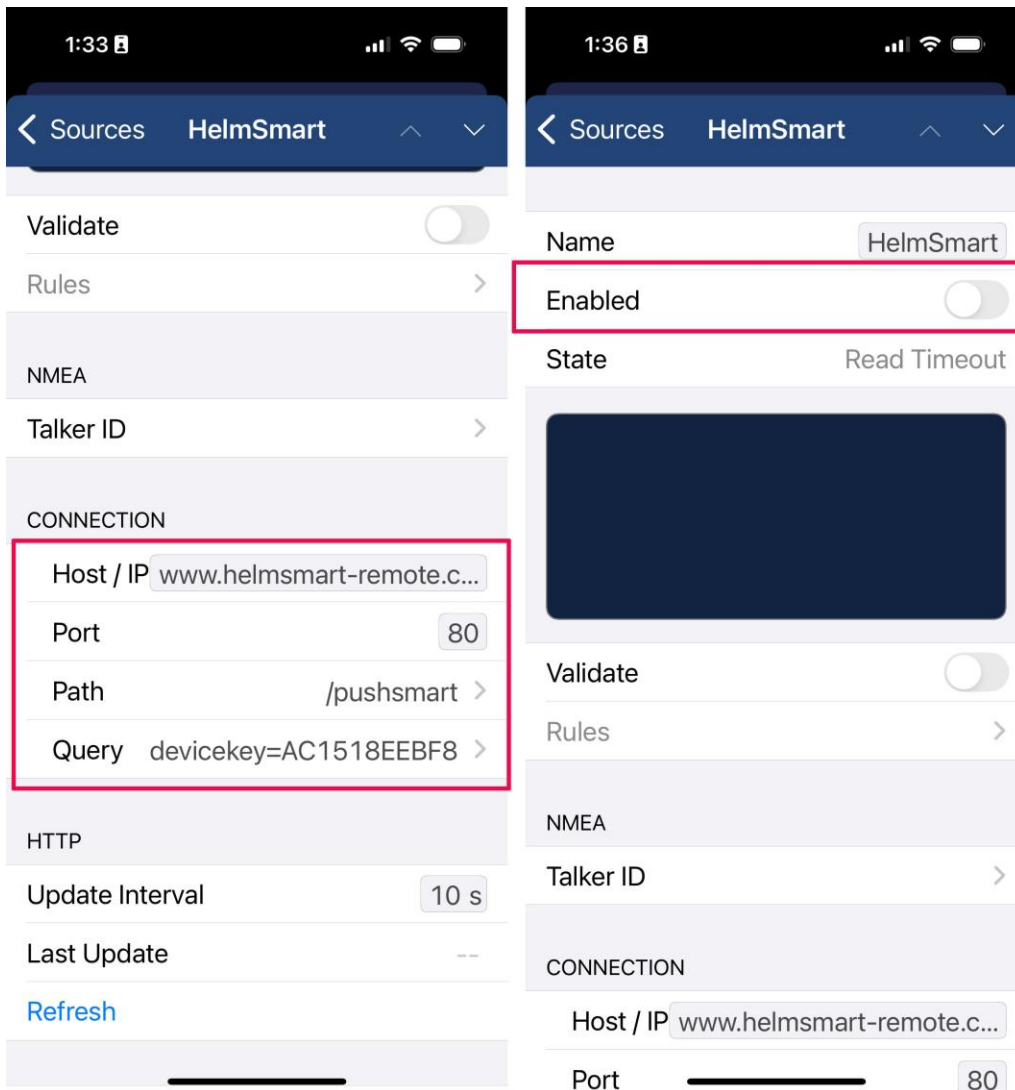 1:33
Sources HelmSmart
Validate
Rules
NMEA
Talker ID
CONNECTION
Host / IP www.helmsmart-remote.c...
Port 80
Path /pushsmart
Query devicekey=AC1518EEBF8
HTTP
Update Interval 10 s
Last Update --
Refresh
1:36
Sources HelmSmart
Name HelmSmart
Enabled
State Read Timeout
Validate
Rules
NMEA
Talker ID
CONNECTION
Host / IP www.helmsmart-remote.c...
Port 80